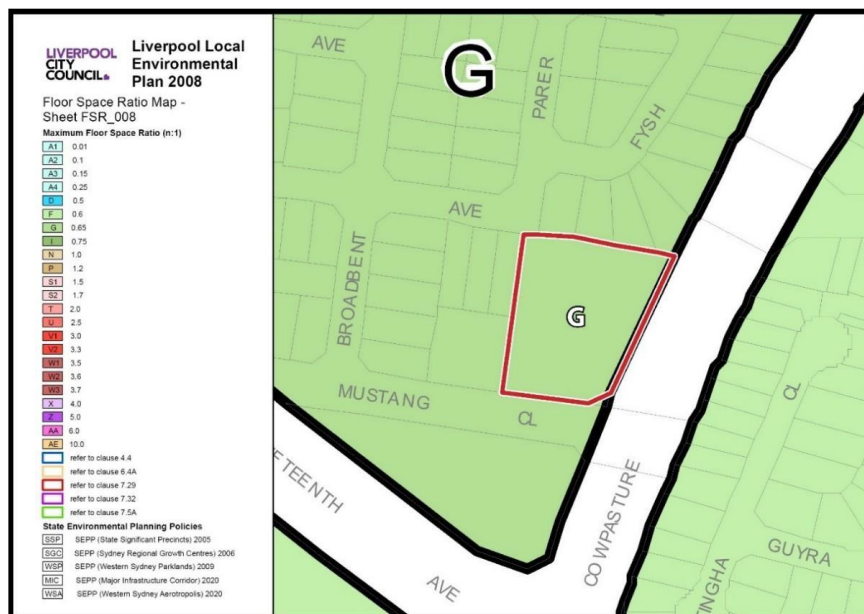 LIVERPOOL
CITY
COUNCIL
Liverpool Local
Environmental
Plan 2008
Floor Space Ratio Map -
Sheet FSR_008
Maximum Floor Space Ratio (n:1)
A1 0.01
A2 0.1
A3 0.15
A4 0.25
D 0.5
F 0.6
G 0.65
I 0.75
N 1.0
P 1.2
S1 1.5
S2 1.7
T 2.0
U 2.5
V1 3.0
V2 3.3
W1 3.5
W2 3.6
W3 3.7
X 4.0
Z 5.0
AA 6.0
AE 10.0
refer to clause 4.4
refer to clause 6.4A
refer to clause 7.29
refer to clause 7.32
refer to clause 7.5A
State Environmental Planning Policies
SSP SEPP (State Significant Precincts) 2005
SGC SEPP (Sydney Regional Growth Centres) 2006
WSP SEPP (Western Sydney Parklands) 2009
MIC SEPP (Major Infrastructure Corridor) 2020
WSA SEPP (Western Sydney Aerotropolis) 2020
AVE
G
PARER
FYSH
AVE
BROADBENT
G
MUSTANG
CL
CL
ETEENTH
AVE
COWPASTURE
GUYRA
TINGHA